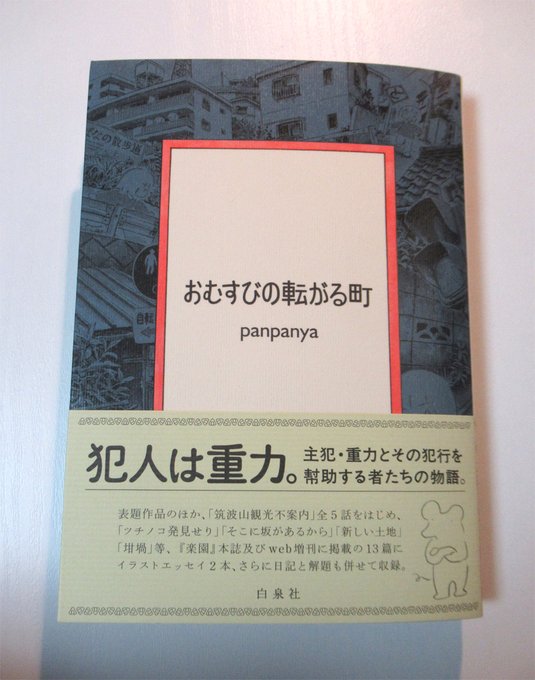 散歩道
自転
おむすびの転がる町
panpanya
犯人は重力。
主犯・重力とその犯行を
幇助する者たちの物語。
表題作品のほか、「筑波山観光不案内」全5話をはじめ、
「ツチノコ発見せり」「そこに坂があるから」「新しい土地」
「坩堝」等、『楽園』本誌及びweb増刊に掲載の13篇に
イラストエッセイ2本、さらに日記と解題も併せて収録。
白泉社